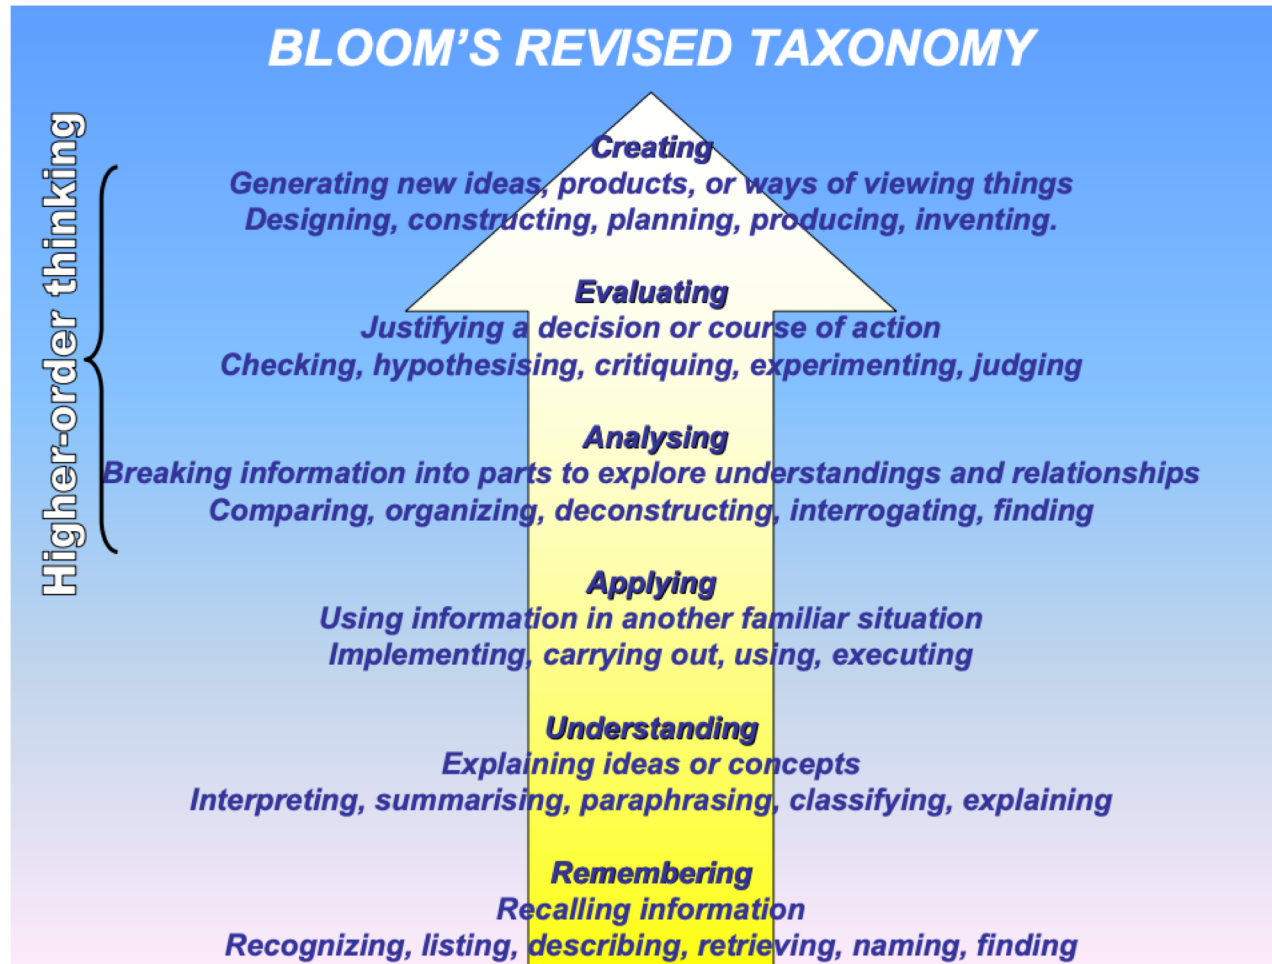 BLOOM'S REVISED TAXONOMY
Higher-order thinking
Creating
Generating new ideas, products, or ways of viewing things
Designing, constructing, planning, producing, inventing.
Evaluating
Justifying a decision or course of action
Checking, hypothesising, critiquing, experimenting, judging
Analysing
Breaking information into parts to explore understandings and relationships
Comparing, organizing, deconstructing, interrogating, finding
Applying
Using information in another familiar situation
Implementing, carrying out, using, executing
Understanding
Explaining ideas or concepts
Interpreting, summarising, paraphrasing, classifying, explaining
Remembering
Recalling information
Recognizing, listing, describing, retrieving, naming, finding